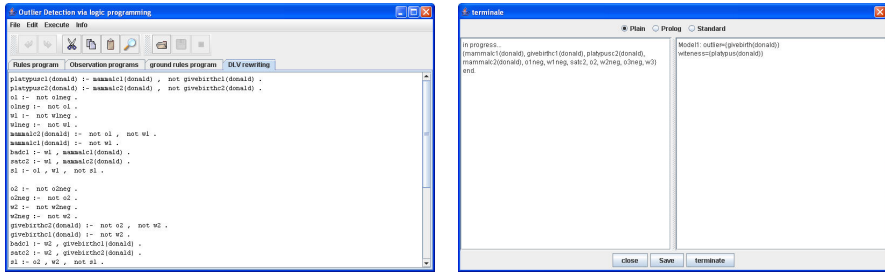 Outlier Detection via logic programming
File Edit Execute Info
Rules program Observation programs ground rules program DLV rewriting
platypusc1(donald) :- mammalc1(donald) , not givebirthc1(donald) .
platypusc2(donald) :- mammalc2(donald) , not givebirthc2(donald) .
o1 :- not o1neg .
o1neg :- not o1 .
w1 :- not w1neg .
w1neg :- not w1 .
mammalc2(donald) :- not o1 , not w1 .
mammalc1(donald) :- not w1 .
badc1 :- w1 , mammalc1(donald) .
satc2 :- w1 , mammalc2(donald) .
s1 :- o1 , w1 , not s1 .
o2 :- not o2neg .
o2neg :- not o2 .
w2 :- not w2neg .
w2neg :- not w2 .
givebirthc2(donald) :- not o2 , not w2 .
givebirthc1(donald) :- not w2 .
badc1 :- w2 , givebirthc1(donald) .
satc2 :- w2 , givebirthc2(donald) .
s1 :- o2 , w2 , not s1 .
terminale
Plain Prolog Standard
in progress...
{mammalc1(donald), givebirthc1(donald), platypusc2(donald),
mammalc2(donald), o1neg, w1neg, satc2, o2, w2neg, o3neg, w3}
end.
Model1: outlier={givebirth(donald)}
witeness={platypus(donald)}
close Save terminate